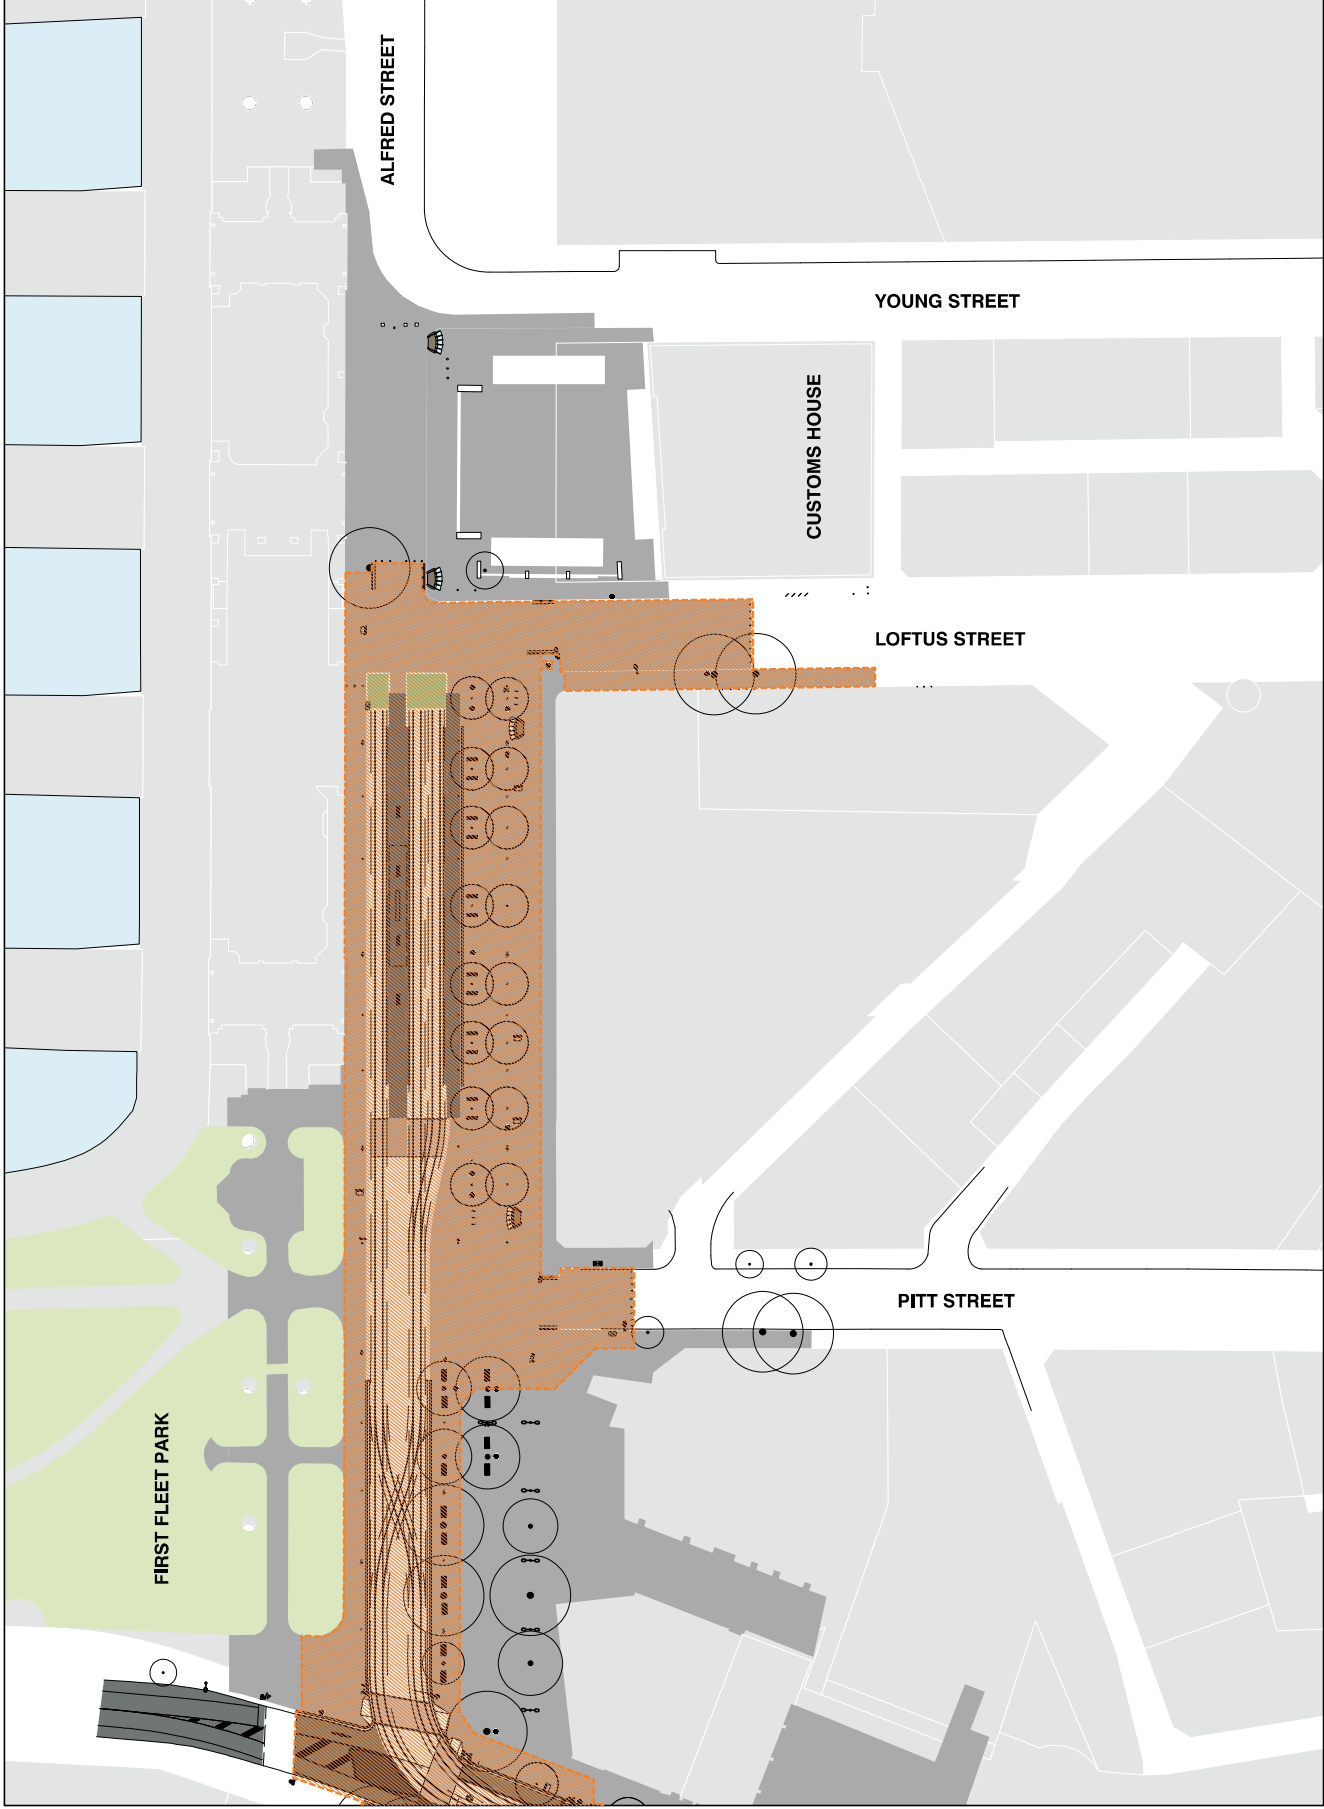 ALFRED STREET
YOUNG STREET
CUSTOMS HOUSE
LOFTUS STREET
PITT STREET
FIRST FLEET PARK